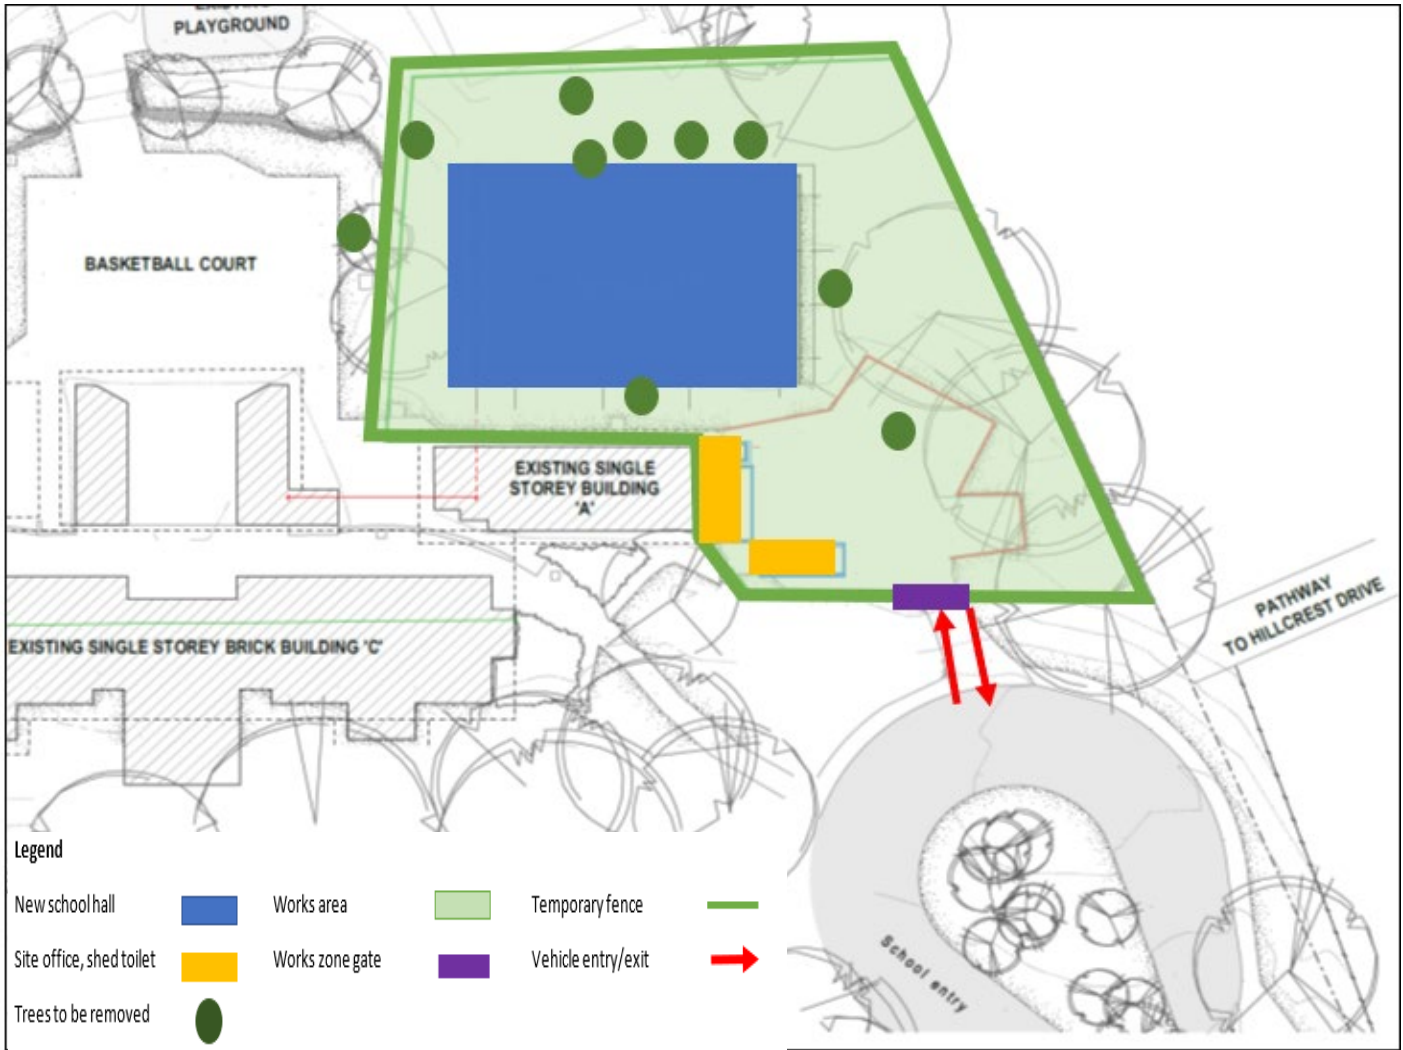 PLAYGROUND
BASKETBALL COURT
EXISTING SINGLE
STOREY BUILDING
'A'
EXISTING SINGLE STOREY BRICK BUILDING 'C'
PATHWAY
TO HILLCREST DRIVE
School entry
Legend
New school hall
Works area
Temporary fence
Site office, shed toilet
Works zone gate
Vehicle entry/exit
Trees to be removed